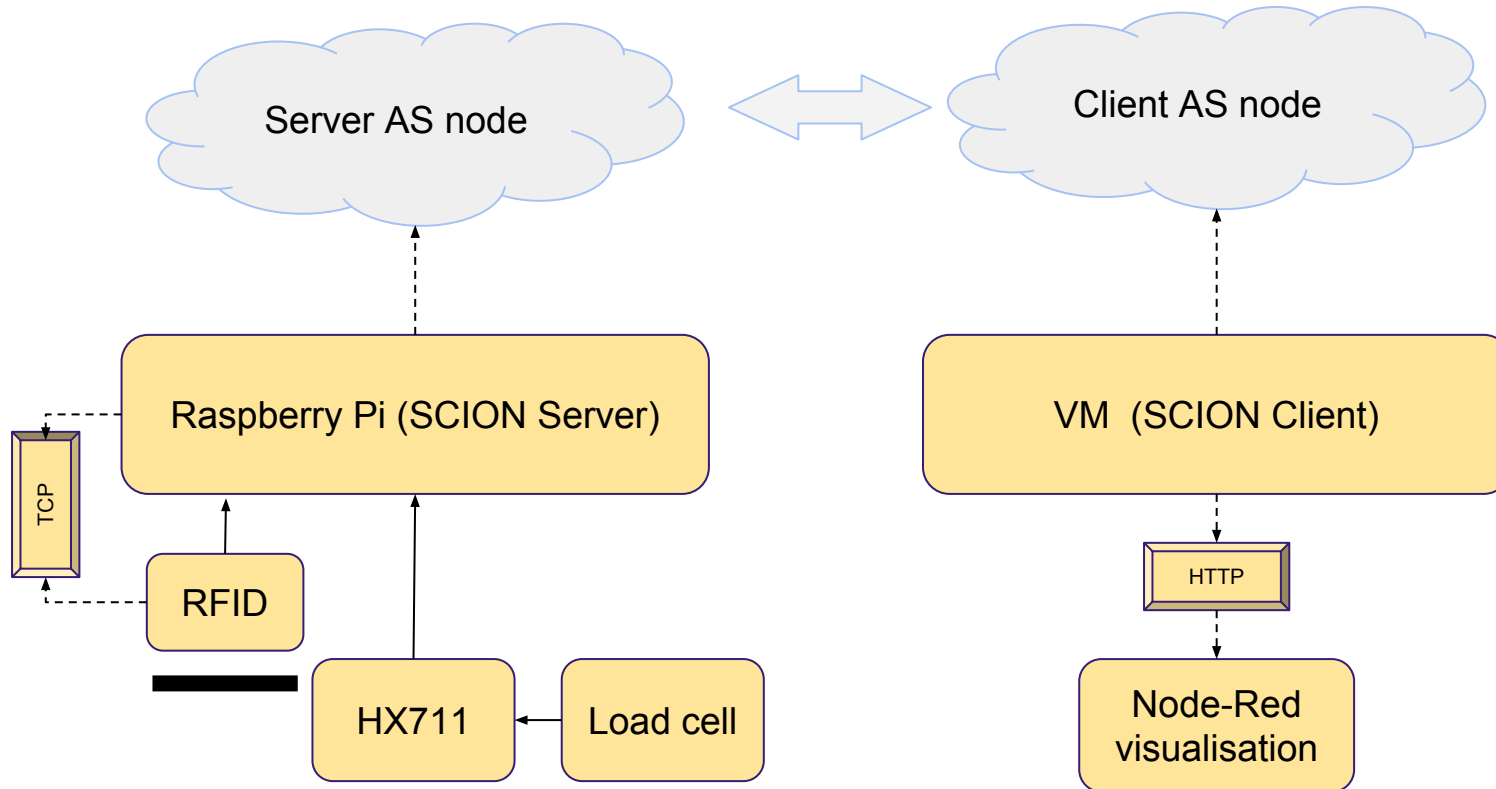 Server AS node
Client AS node
Raspberry Pi (SCION Server)
VM (SCION Client)
TCP
HTTP
RFID
HX711
Load cell
Node-Red
visualisation